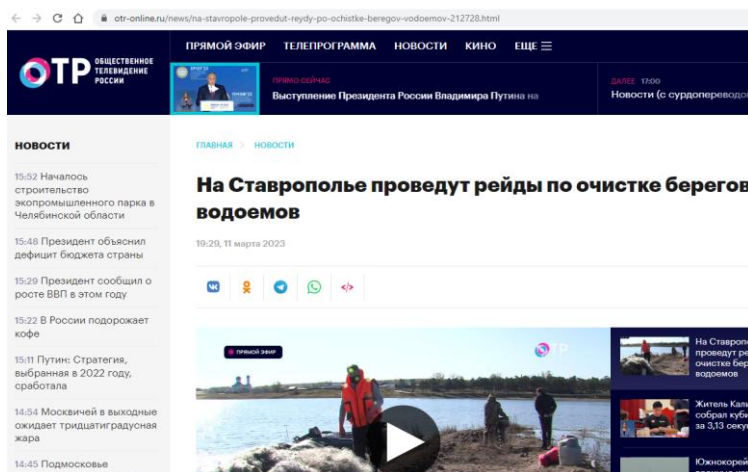 otr-online.ru/news/na-stavropole-provedut-reydy-po-ochistke-beregov-vodoemov-212728.html
ПРЯМОЙ ЭФИР ТЕЛЕПРОГРАММА НОВОСТИ КИНО ЕЩЕ
ОТР ОБЩЕСТВЕННОЕ
ТЕЛЕВИДЕНИЕ
РОССИИ
ПРЯМО СЕЙЧАС
Выступление Президента России Владимира Путина на
ДАЛЕЕ 17:00
Новости (с сурдопереводо
НОВОСТИ
15:52 Началось
строительство
экопромышленного парка в
Челябинской области
15:48 Президент объяснил
дефицит бюджета страны
15:29 Президент сообщил о
росте ВВП в этом году
15:22 В России подорожает
кофе
15:11 Путин: Стратегия,
выбранная в 2022 году,
сработала
14:54 Москвичей в выходные
ожидает тридцатиградусная
жара
14:45 Подмосковье
ГЛАВНАЯ > НОВОСТИ
На Ставрополье проведут рейды по очистке берегов
водоемов
19:29, 11 марта 2023
ПРЯМОЙ ЭФИР
ОТР
На Ставропо
проведут ре
очистке бер
водоемов
Житель Кали
собрал куби
за 3,13 секу
Южнокорей